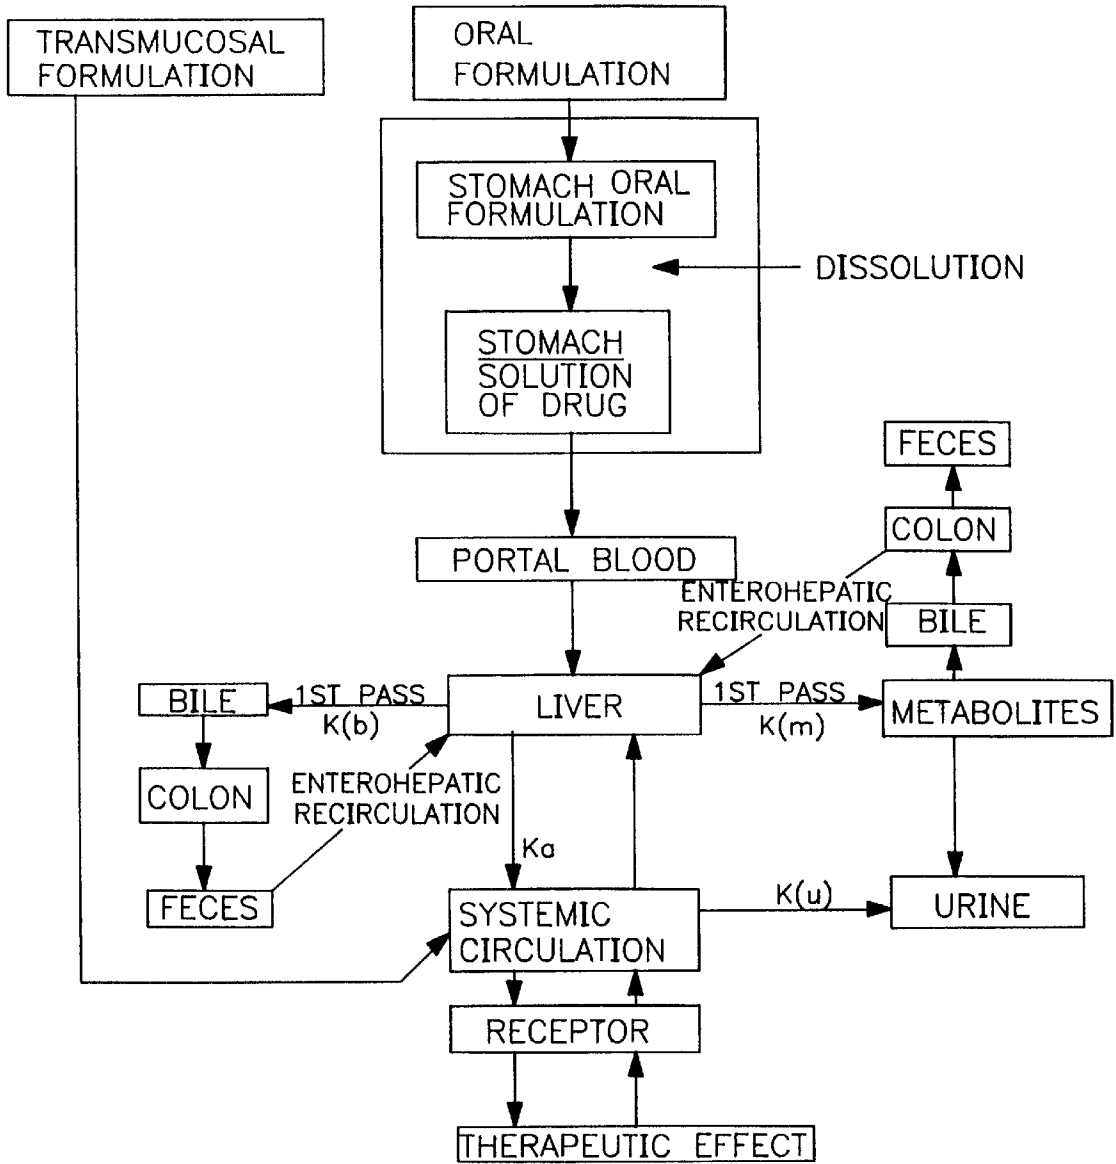 TRANSMUCOSAL
FORMULATION
ORAL
FORMULATION
STOMACH ORAL
FORMULATION
DISSOLUTION
STOMACH
SOLUTION
OF DRUG
FECES
COLON
PORTAL BLOOD
ENTEROHEPATIC
RECIRCULATION
BILE
BILE
1ST PASS
K(b)
LIVER
1ST PASS
K(m)
METABOLITES
COLON
ENTEROHEPATIC
RECIRCULATION
Ka
FECES
SYSTEMIC
CIRCULATION
K(u)
URINE
RECEPTOR
THERAPEUTIC EFFECT